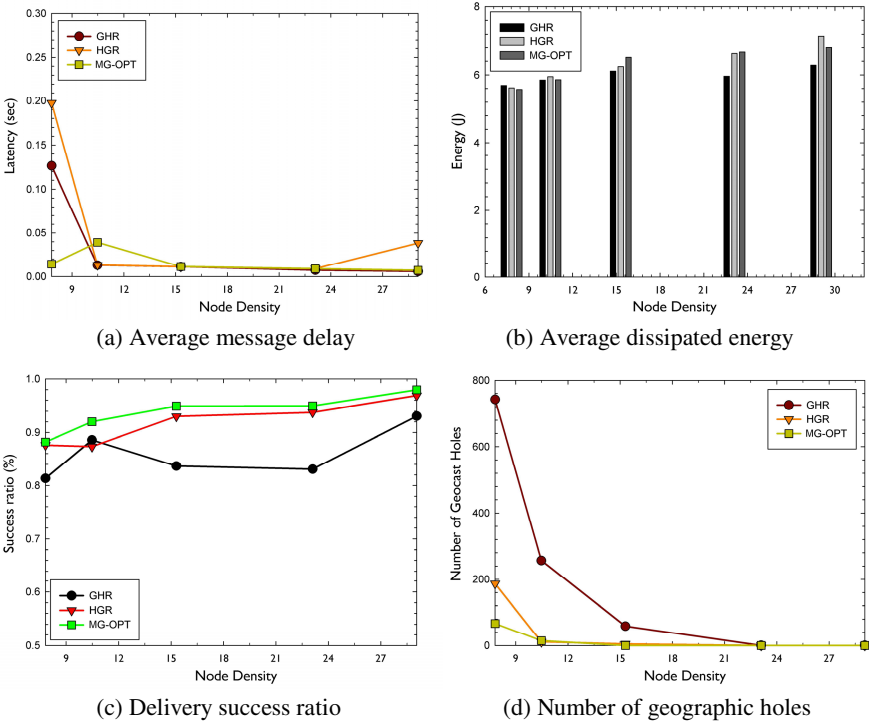 0.30
0.25
0.20
0.15
0.10
0.05
0.00
Latency (sec)
GHR
HGR
MG-OPT
9 12 15 18 21 24 27
Node Density
(a) Average message delay
8
6
4
2
0
Energy (J)
GHR
HGR
MG-OPT
6 9 12 15 18 21 24 27 30
Node Density
(b) Average dissipated energy
1.0
0.9
0.8
0.7
0.6
0.5
Success ratio (%)
GHR
HGR
MG-OPT
9 12 15 18 21 24 27
Node Density
(c) Delivery success ratio
800
600
400
200
0
Number of Geocast Holes
GHR
HGR
MG-OPT
9 12 15 18 21 24 27
Node Density
(d) Number of geographic holes